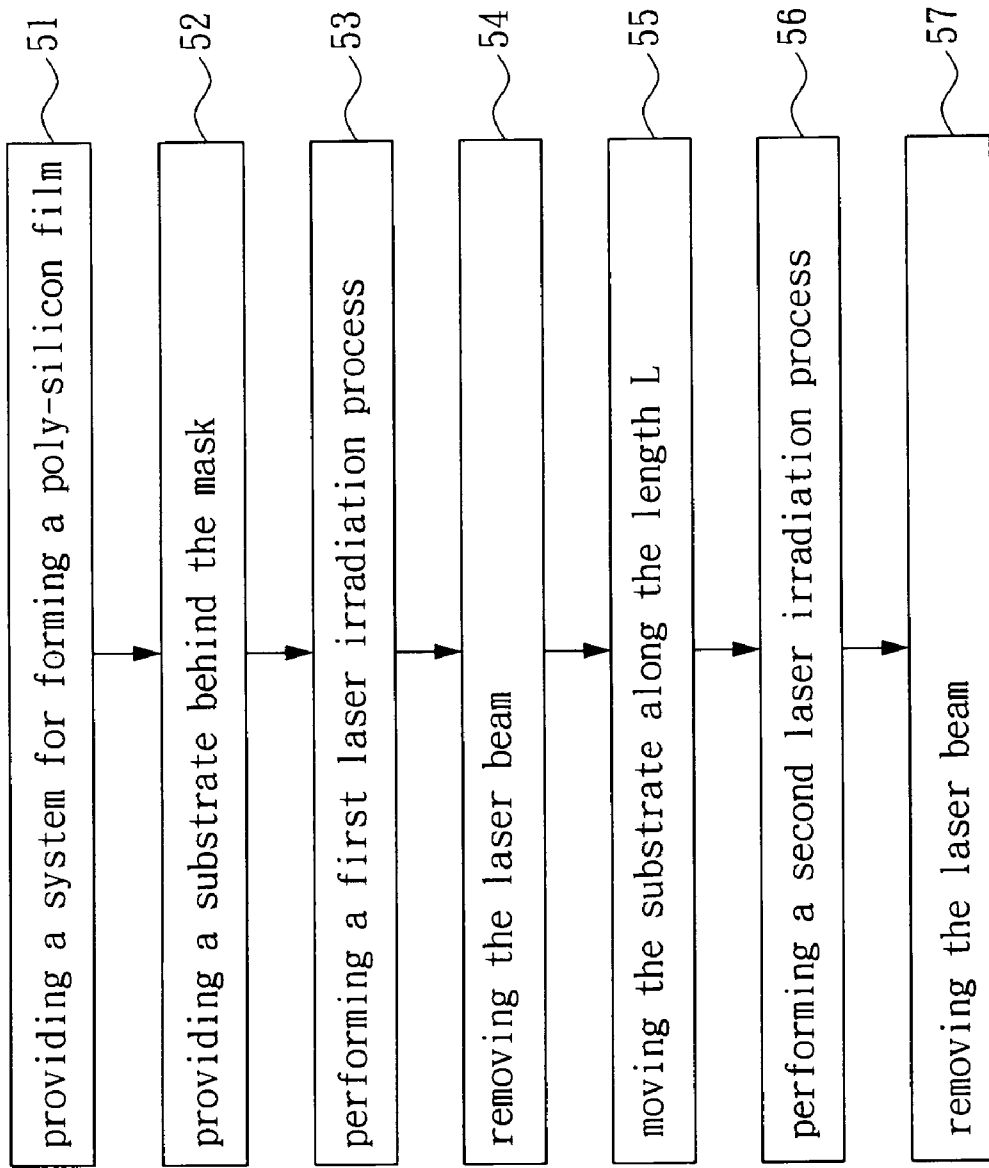 providing a system for forming a poly-silicon film 51
providing a substrate behind the mask 52
performing a first laser irradiation process 53
removing the laser beam 54
moving the substrate along the length L 55
performing a second laser irradiation process 56
removing the laser beam 57